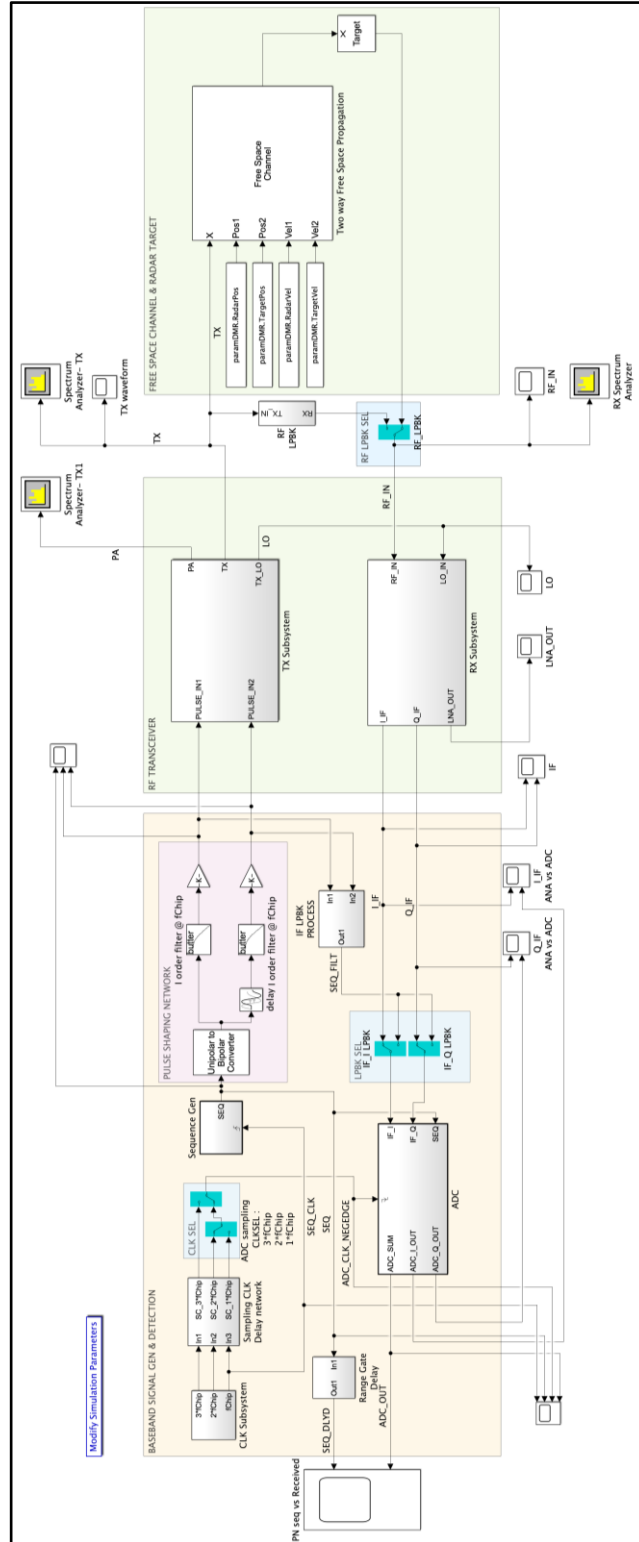 Modify Simulation Parameters
BASEBAND SIGNAL GEN & DETECTION
CLK Subsystem
3*fChip
2*fChip
fChip
Sampling CLK
Delay network
In1
In2
In3
SC_3*fChip
SC_2*fChip
SC_1*fChip
CLK SEL
ADC sampling
CLKSEL :
3*fChip
2*fChip
1*fChip
Sequence Gen
SEQ
PULSE SHAPING NETWORK
Unipolar to
Bipolar
Converter
butter
I order filter @ fChip
butter
delay I order filter @ fChip
-K-
-K-
SEQ_CLK
SEQ
ADC_CLK_NEGEDGE
IF LPBK
PROCESS
In1
In2
Out1
SEQ_FILT
LPBK SEL
IF_I LPBK
IF_Q LPBK
I_IF
Q_IF
ADC
IF_I
IF_Q
SEQ
ADC_SUM
ADC_I_OUT
ADC_Q_OUT
Range Gate
Delay
In1
Out1
SEQ_DLYD
ADC_OUT
PN seq vs Received
Q_IF
ANA vs ADC
I_IF
ANA vs ADC
IF
RF TRANSCEIVER
TX Subsystem
PULSE_IN1
PULSE_IN2
PA
TX
TX_LO
PA
LO
RX Subsystem
RF_IN
LO_IN
I_IF
Q_IF
LNA_OUT
LNA_OUT
LO
RF_IN
Spectrum
Analyzer- TX1
Spectrum
Analyzer- TX
TX waveform
TX
RF
LPBK
TX_IN
RX
RF LPBK SEL
RF_LPBK
RF_IN
RX Spectrum
Analyzer
FREE SPACE CHANNEL & RADAR TARGET
TX
paramDMR.RadarPos
paramDMR.TargetPos
paramDMR.RadarVel
paramDMR.TargetVel
X
Pos1
Pos2
Vel1
Vel2
Free Space
Channel
Two way Free Space Propagation
X
Target